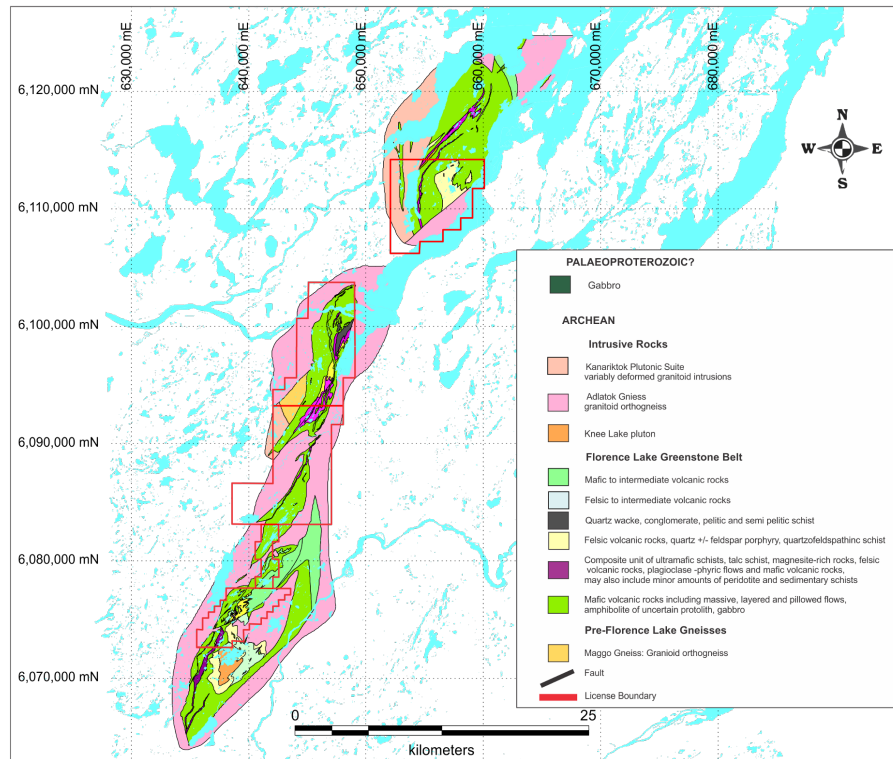 630,000 mE
640,000 mE
650,000 mE
660,000 mE
670,000 mE
680,000 mE
6,120,000 mN
6,110,000 mN
6,100,000 mN
6,090,000 mN
6,080,000 mN
6,070,000 mN
N
W E
S
PALAEOPROTEROZOIC?
Gabbro
ARCHEAN
Intrusive Rocks
Kanariktok Plutonic Suite
variably deformed granitoid intrusions
Adlatok Gniess
granitoid orthogneiss
Knee Lake pluton
Florence Lake Greenstone Belt
Mafic to intermediate volcanic rocks
Felsic to intermediate volcanic rocks
Quartz wacke, conglomerate, pelitic and semi pelitic schist
Felsic volcanic rocks, quartz +/- feldspar porphyry, quartzofeldspathinc schist
Composite unit of ultramafic schists, talc schist, magnesite-rich rocks, felsic
volcanic rocks, plagioclase -phyric flows and mafic volcanic rocks,
may also include minor amounts of peridotite and sedimentary schists
Mafic volcanic rocks including massive, layered and pillowed flows,
amphibolite of uncertain protolith, gabbro
Pre-Florence Lake Gneisses
Maggo Gneiss: Granioid orthogneiss
Fault
License Boundary
0 25
kilometers